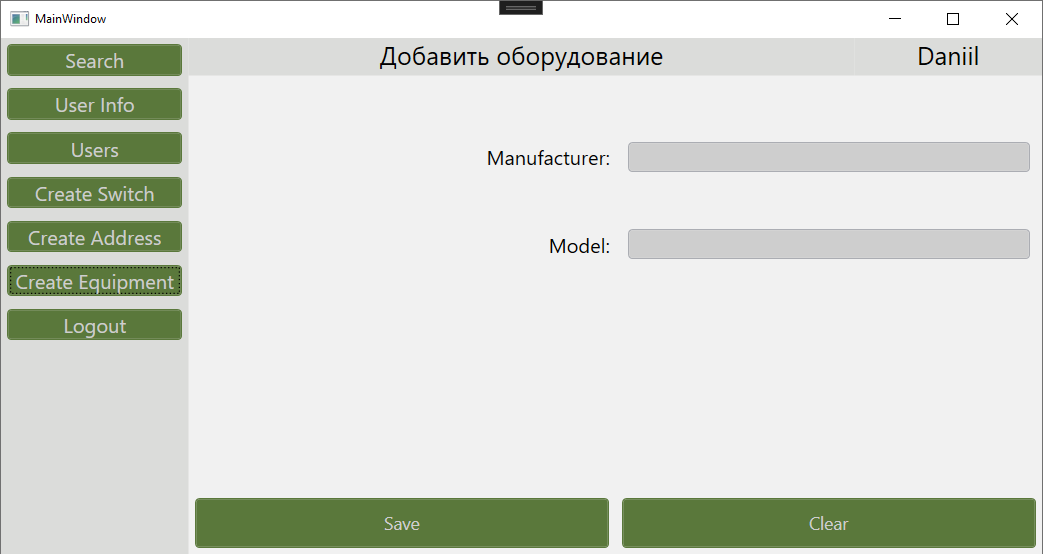 MainWindow
Search
User Info
Users
Create Switch
Create Address
Create Equipment
Logout
Добавить оборудование
Daniil
Manufacturer:
Model:
Save
Clear